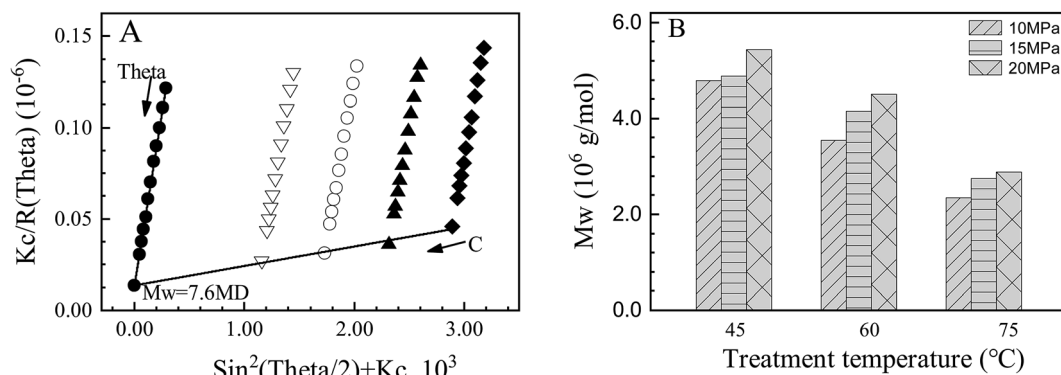 A
Kc/R(Theta) (10-6)
0.15
0.10
0.05
0.00
Theta
C
Mw=7.6MD
0.00 1.00 2.00 3.00
Sin2(Theta/2)+Kc 103
B
Mw (106 g/mol)
6.0
4.0
2.0
0.0
10MPa
15MPa
20MPa
45 60 75
Treatment temperature (°C)